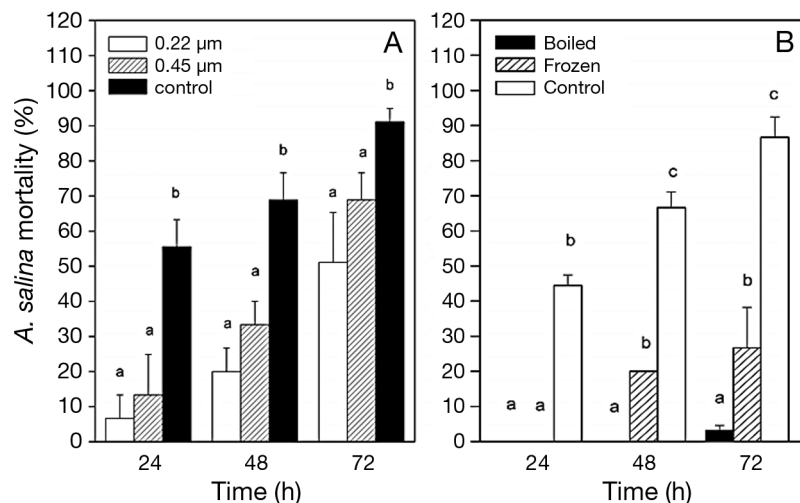 A. salina mortality (%)
120
110
100
90
80
70
60
50
40
30
20
10
0
A
0.22 µm
0.45 µm
control
a
a
b
a
a
b
a
a
b
24
48
72
Time (h)
120
110
100
90
80
70
60
50
40
30
20
10
0
B
Boiled
Frozen
Control
a
a
b
a
b
c
a
b
c
24
48
72
Time (h)